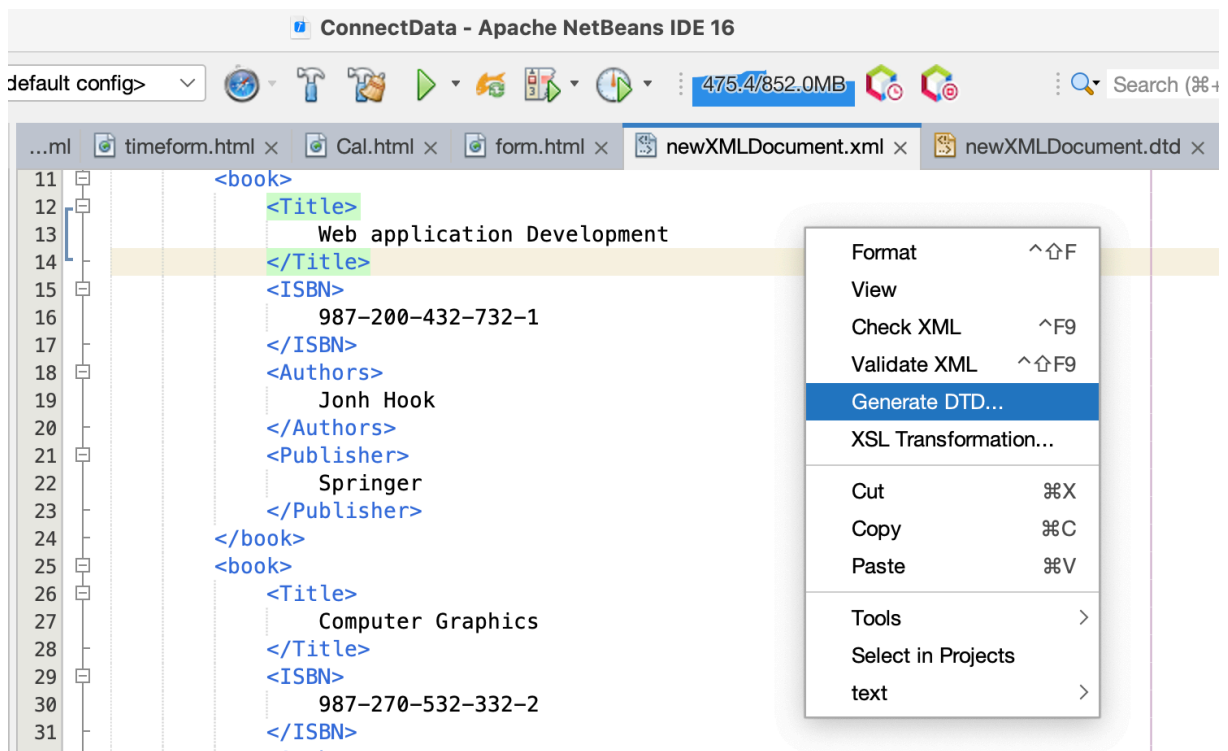 ConnectData - Apache NetBeans IDE 16
default config>
475.4/852.0MB
Search (⌘+
...ml timeform.html × Cal.html × form.html × newXMLDocument.xml × newXMLDocument.dtd ×
11 <book>
12 <Title>
13 Web application Development
14 </Title>
15 <ISBN>
16 987-200-432-732-1
17 </ISBN>
18 <Authors>
19 Jonh Hook
20 </Authors>
21 <Publisher>
22 Springer
23 </Publisher>
24 </book>
25 <book>
26 <Title>
27 Computer Graphics
28 </Title>
29 <ISBN>
30 987-270-532-332-2
31 </ISBN>
Format ^⇧F
View
Check XML ^F9
Validate XML ^⇧F9
Generate DTD...
XSL Transformation...
Cut ⌘X
Copy ⌘C
Paste ⌘V
Tools >
Select in Projects
text >